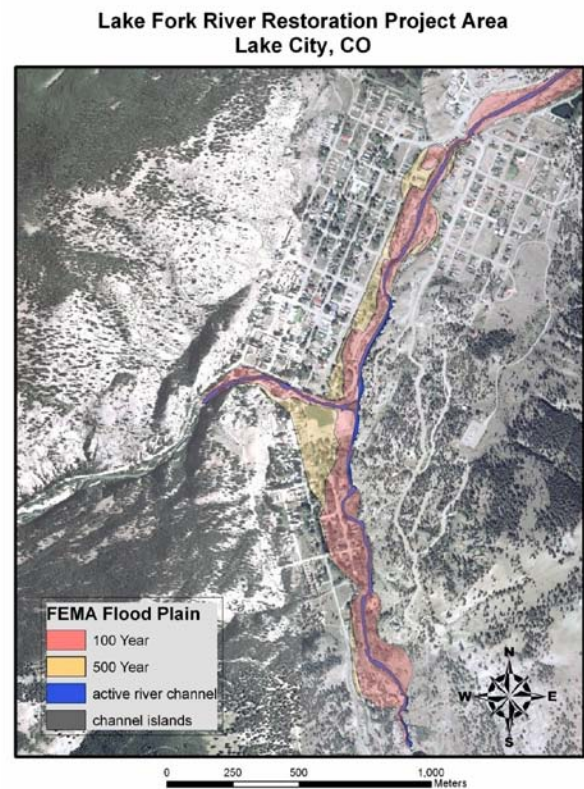 Lake Fork River Restoration Project Area
Lake City, CO
FEMA Flood Plain
100 Year
500 Year
active river channel
channel islands
N
W E
S
0 250 500 1,000
Meters